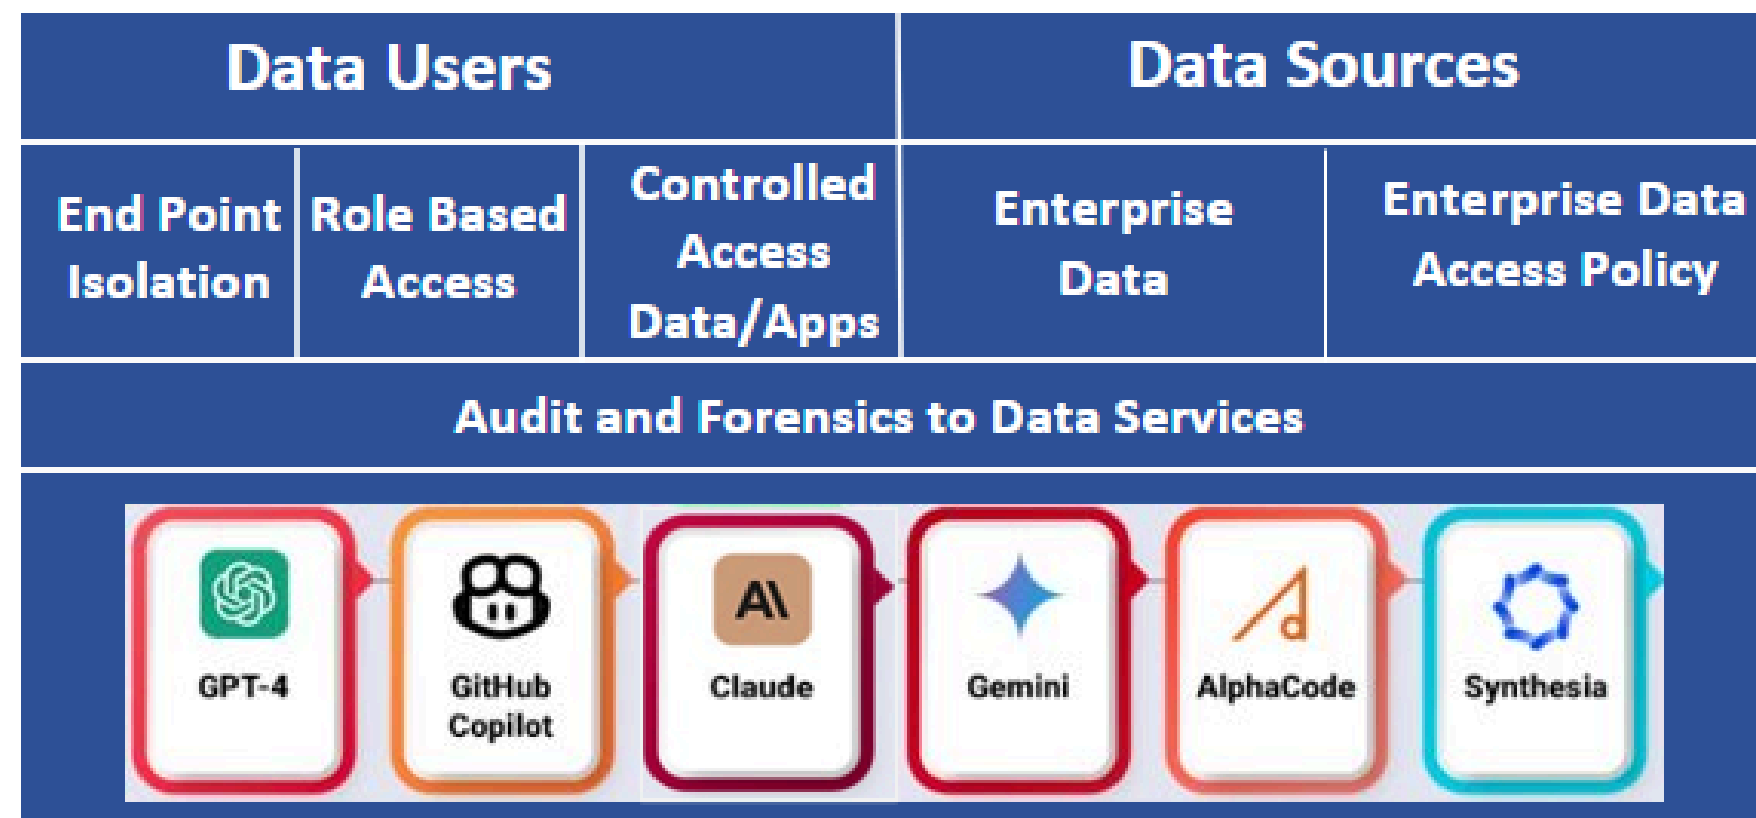 Data Users
Data Sources
End Point
Isolation
Role Based
Access
Controlled
Access
Data/Apps
Enterprise
Data
Enterprise Data
Access Policy
Audit and Forensics to Data Services
A\
GPT-4
GitHub
Copilot
Claude
Gemini
AlphaCode
Synthesia